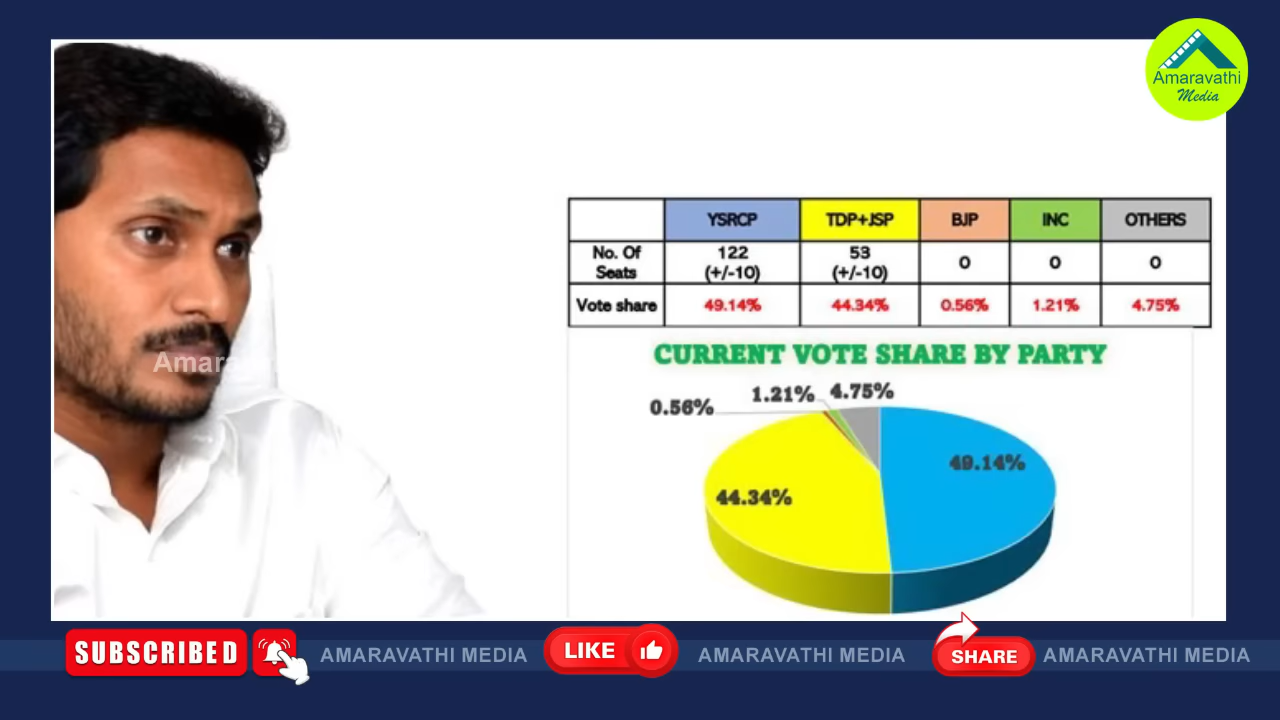 Amaravathi
Media
YSRCP TDP+JSP BJP INC OTHERS
No. Of Seats 122 (+/-10) 53 (+/-10) 0 0 0
Vote share 49.14% 44.34% 0.56% 1.21% 4.75%
CURRENT VOTE SHARE BY PARTY
0.56% 1.21% 4.75%
49.14%
44.34%
SUBSCRIBED AMARAVATHI MEDIA LIKE AMARAVATHI MEDIA SHARE AMARAVATHI MEDIA